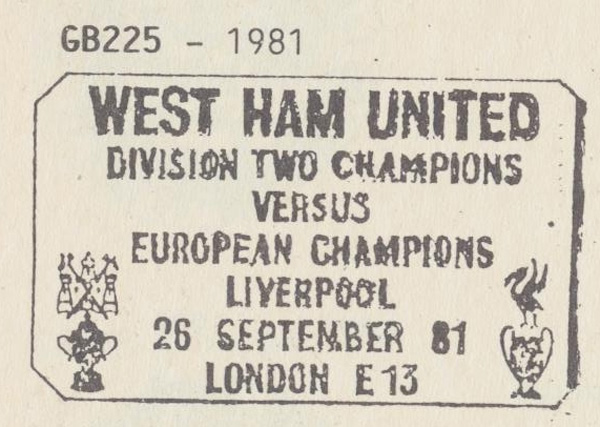 GB225 - 1981
WEST HAM UNITED
DIVISION TWO CHAMPIONS
VERSUS
EUROPEAN CHAMPIONS
LIVERPOOL
26 SEPTEMBER 81
LONDON E13